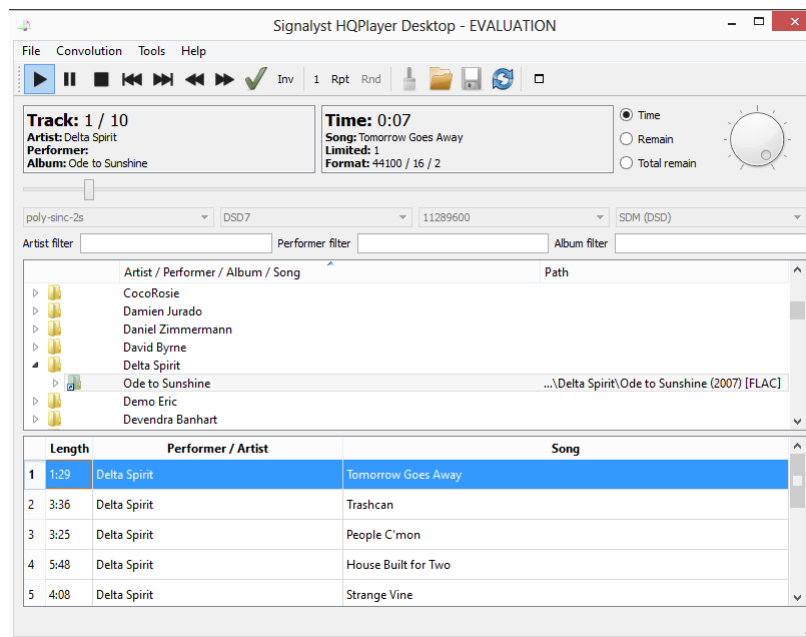 Signalyst HQPlayer Desktop - EVALUATION
File Convolution Tools Help
Inv 1 Rpt Rnd
Track: 1 / 10
Artist: Delta Spirit
Performer:
Album: Ode to Sunshine
Time: 0:07
Song: Tomorrow Goes Away
Limited: 1
Format: 44100 / 16 / 2
Time
Remain
Total remain
poly-sinc-2s DSD7 11289600 SDM (DSD)
Artist filter Performer filter Album filter
Artist / Performer / Album / Song Path
CocoRosie
Damien Jurado
Daniel Zimmermann
David Byrne
Delta Spirit
Ode to Sunshine ...\Delta Spirit\Ode to Sunshine (2007) [FLAC]
Demo Eric
Devendra Banhart
Length Performer / Artist Song
1 1:29 Delta Spirit Tomorrow Goes Away
2 3:36 Delta Spirit Trashcan
3 3:25 Delta Spirit People C'mon
4 5:48 Delta Spirit House Built for Two
5 4:08 Delta Spirit Strange Vine